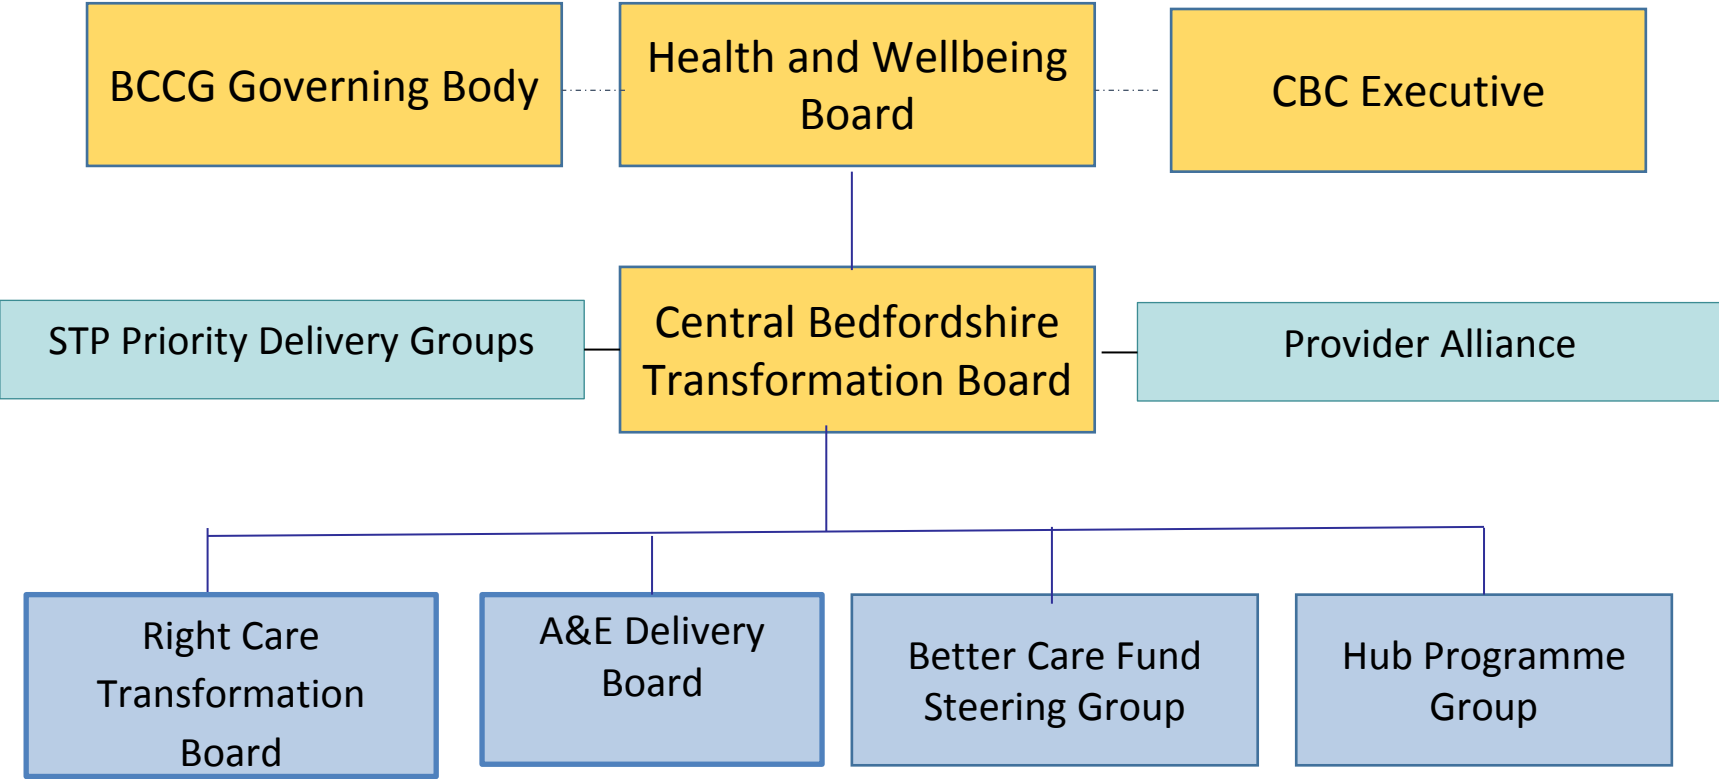 BCCG Governing Body
Health and Wellbeing
Board
CBC Executive
STP Priority Delivery Groups
Central Bedfordshire
Transformation Board
Provider Alliance
Right Care
Transformation
Board
A&E Delivery
Board
Better Care Fund
Steering Group
Hub Programme
Group